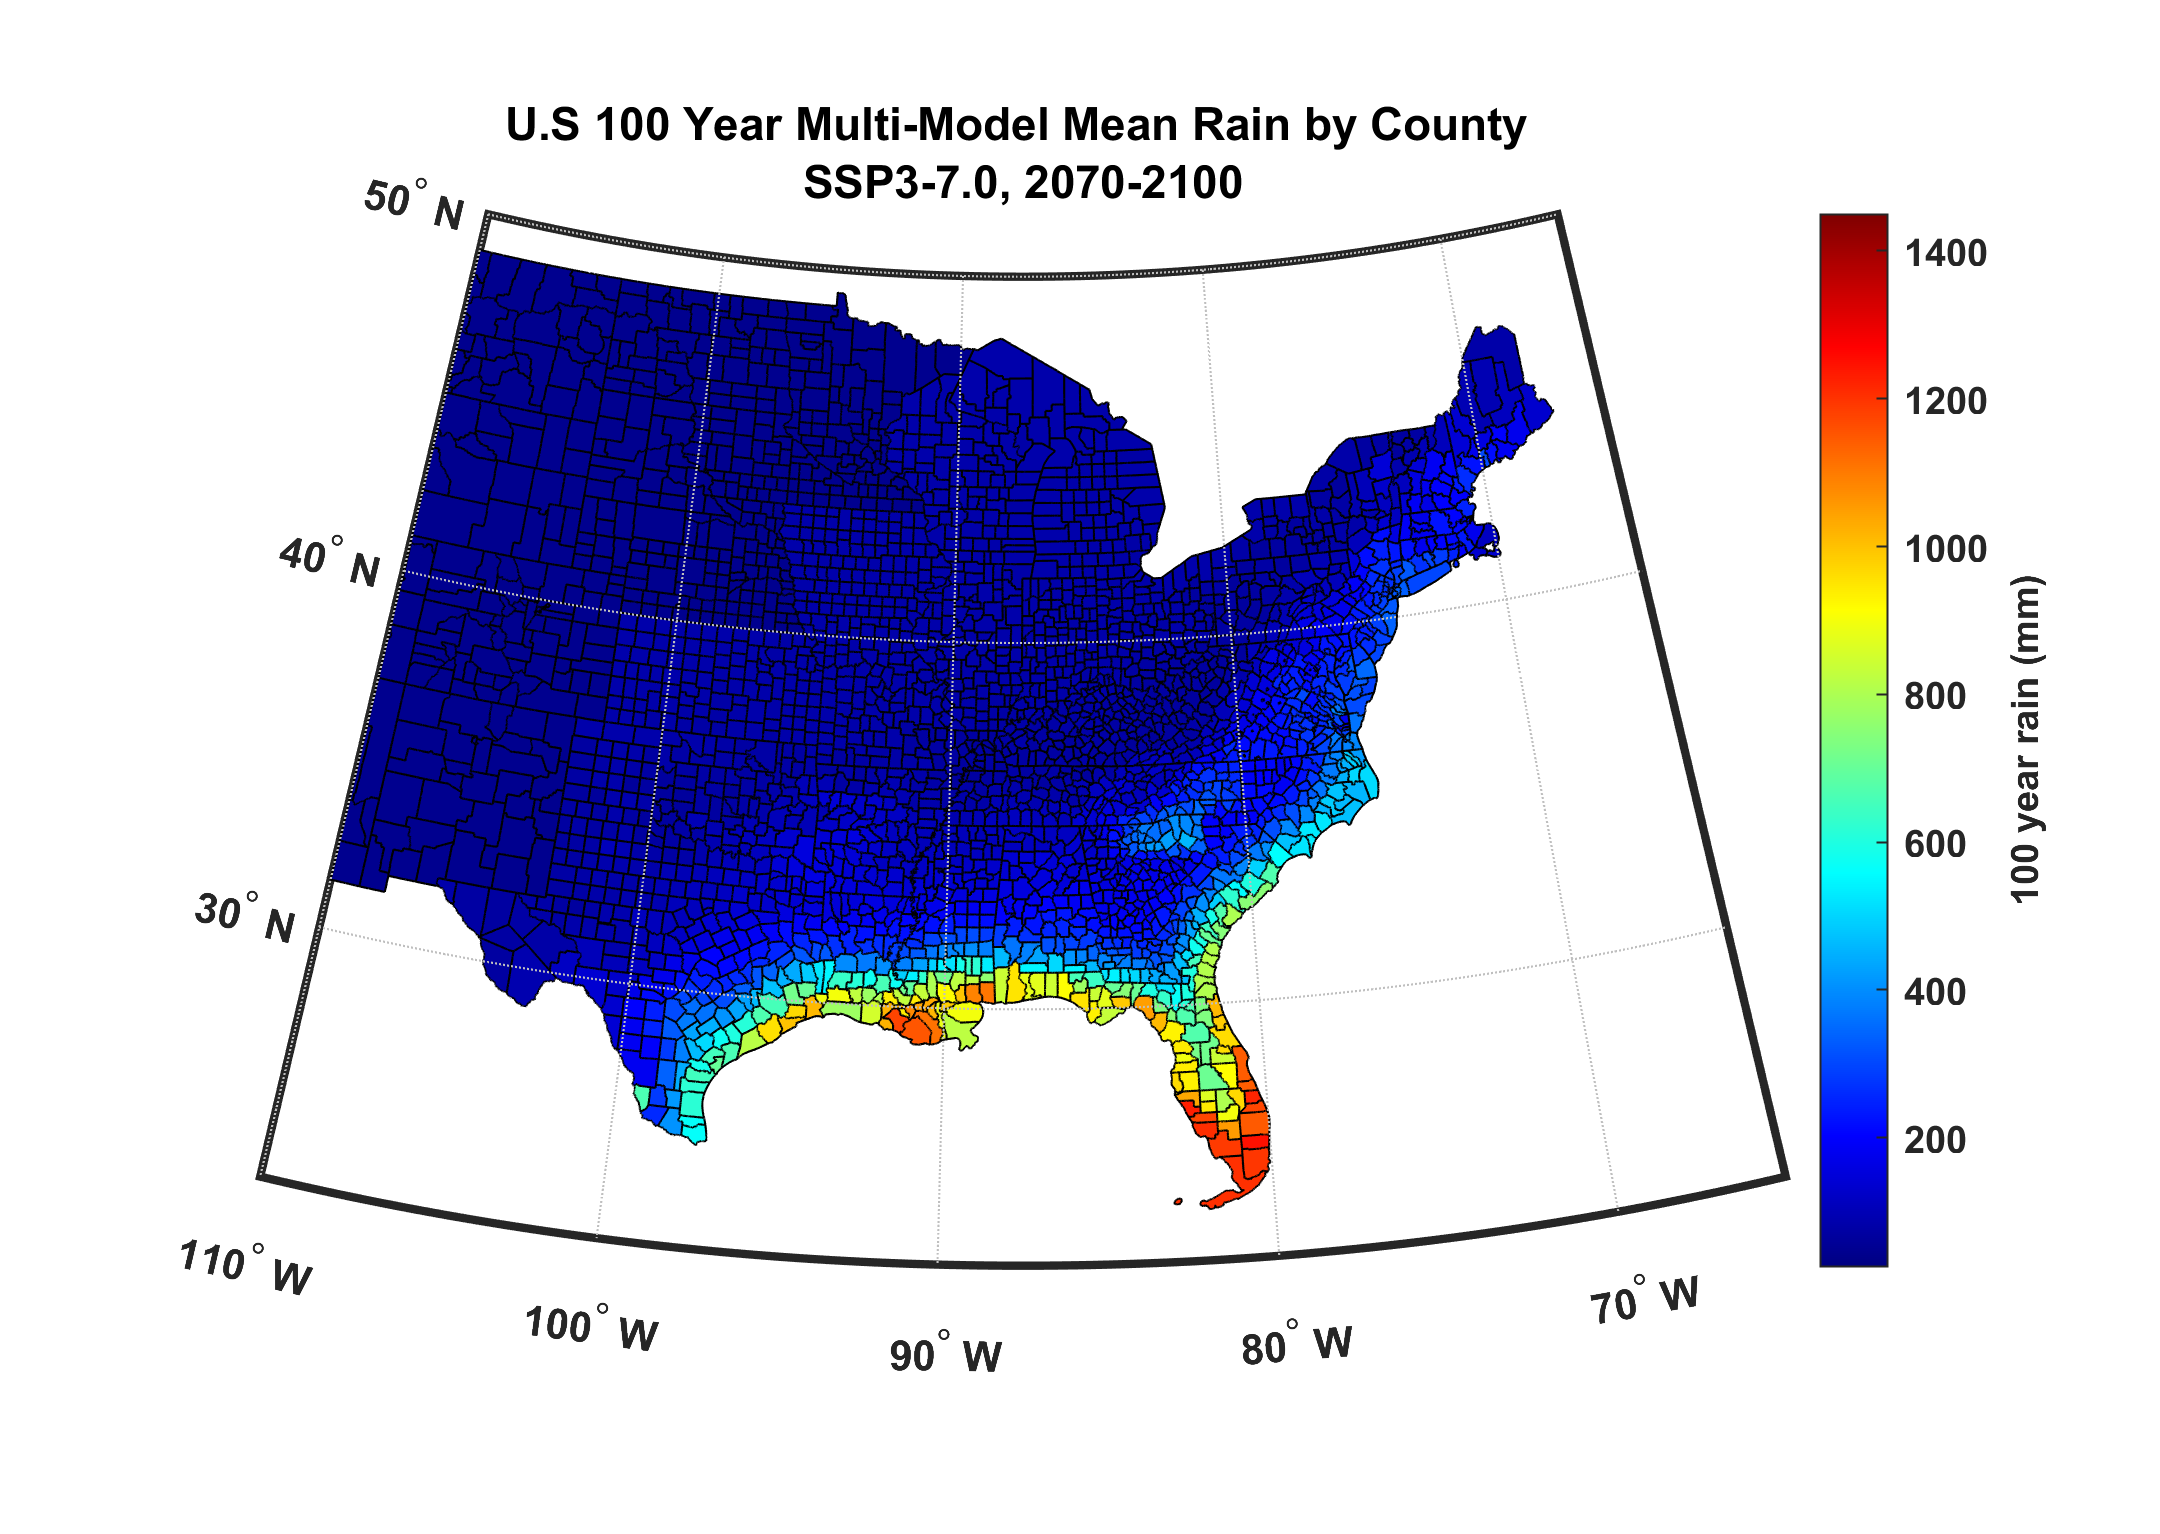 U.S 100 Year Multi-Model Mean Rain by County
SSP3-7.0, 2070-2100
50° N
40° N
30° N
110° W
100° W
90° W
80° W
70° W
1400
1200
1000
800
600
400
200
100 year rain (mm)